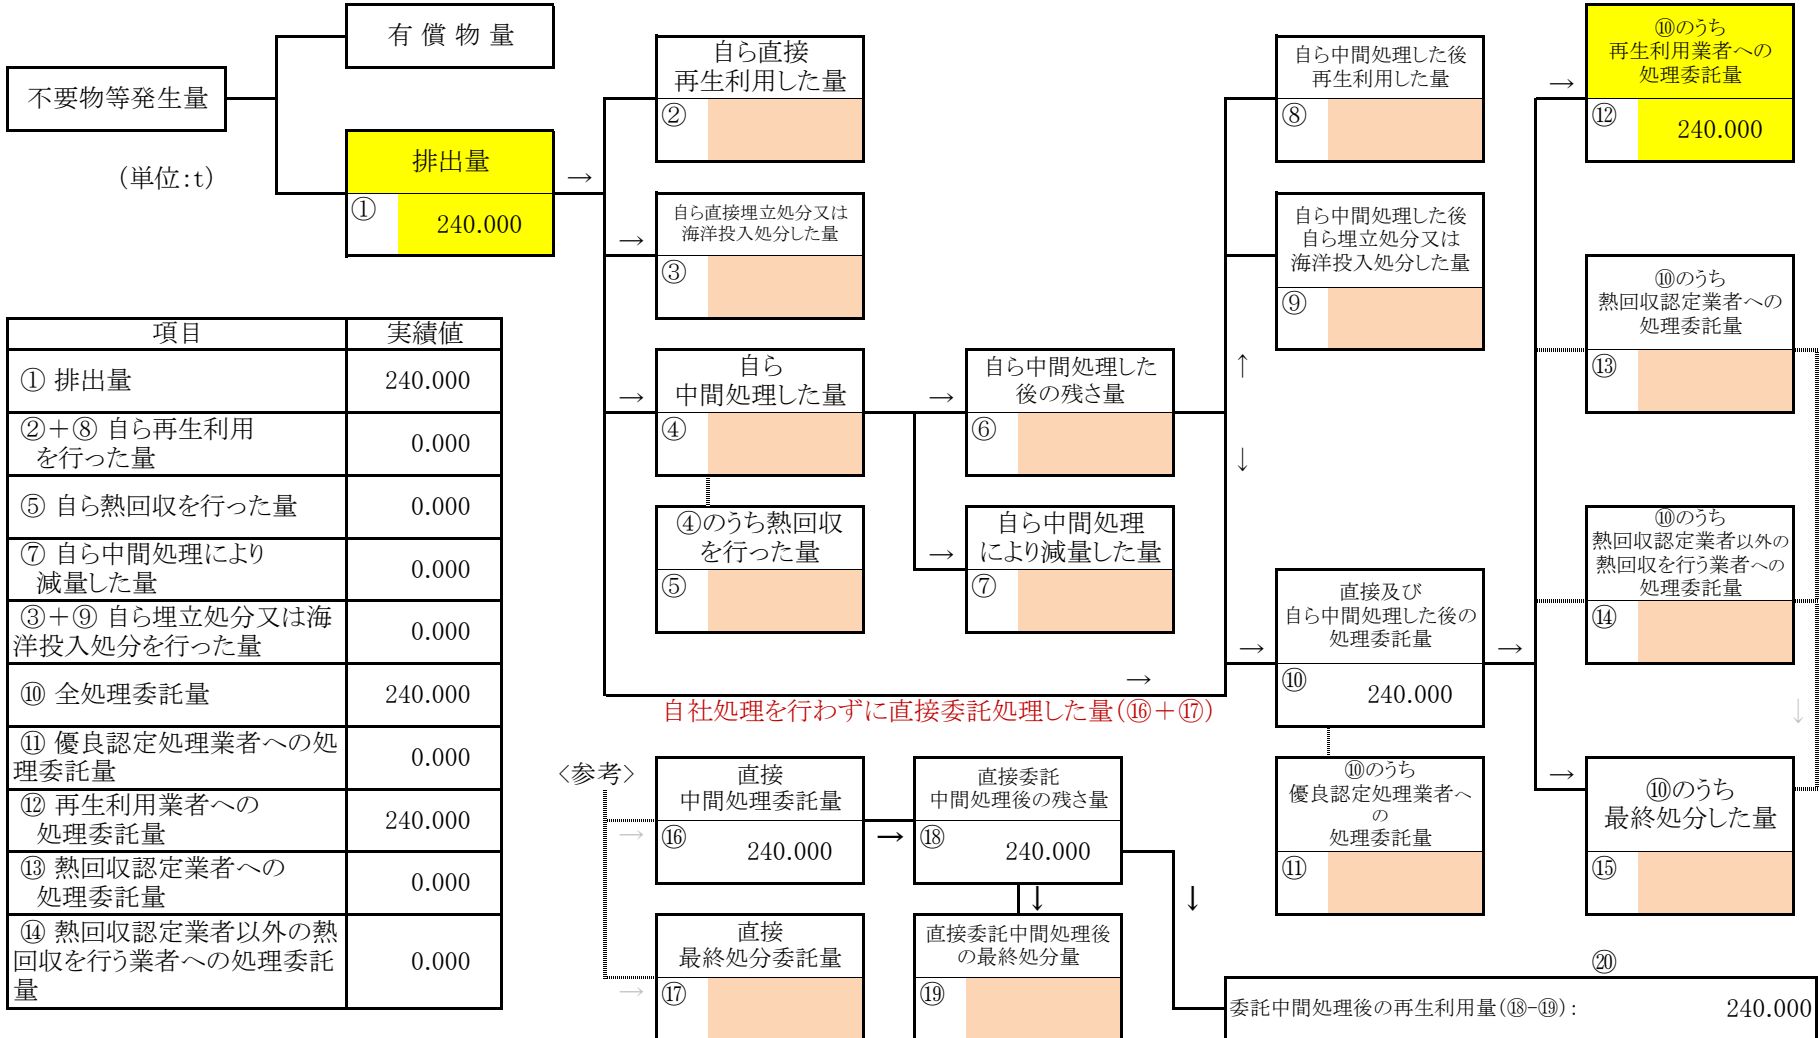 有 償 物 量
不要物等発生量
(単位:t)
排出量
→
①
240.000
自ら直接
再生利用した量
②
→
自ら直接埋立処分又は
海洋投入処分した量
③
→
自ら
中間処理した量
④
④のうち熱回収
を行った量
⑤
→
自ら中間処理した
後の残さ量
⑥
→
自ら中間処理
により減量した量
⑦
自ら中間処理した後
再生利用した量
⑧
自ら中間処理した後
自ら埋立処分又は
海洋投入処分した量
⑨
↑
↓
→
自社処理を行わずに直接委託処理した量(⑯+⑰)
→
直接及び
自ら中間処理した後の
処理委託量
⑩
240.000
→
⑩のうち
優良認定処理業者へ
の
処理委託量
⑪
→
⑩のうち
再生利用業者への
処理委託量
⑫
240.000
⑩のうち
熱回収認定業者への
処理委託量
⑬
⑩のうち
熱回収認定業者以外の
熱回収を行う業者への
処理委託量
⑭
↓
→
⑩のうち
最終処分した量
⑮
項目 実績値
① 排出量 240.000
②+⑧ 自ら再生利用
を行った量
0.000
⑤ 自ら熱回収を行った量 0.000
⑦ 自ら中間処理により
減量した量
0.000
③+⑨ 自ら埋立処分又は海
洋投入処分を行った量
0.000
⑩ 全処理委託量 240.000
⑪ 優良認定処理業者への処
理委託量
0.000
⑫ 再生利用業者への
処理委託量
240.000
⑬ 熱回収認定業者への
処理委託量
0.000
⑭ 熱回収認定業者以外の熱
回収を行う業者への処理委託
量
0.000
<参考>
→
直接
中間処理委託量
⑯
240.000
→
直接委託
中間処理後の残さ量
⑱
240.000
↓
↓
→
直接
最終処分委託量
⑰
直接委託中間処理後
の最終処分量
⑲
⑳
委託中間処理後の再生利用量(⑱-⑲): 240.000